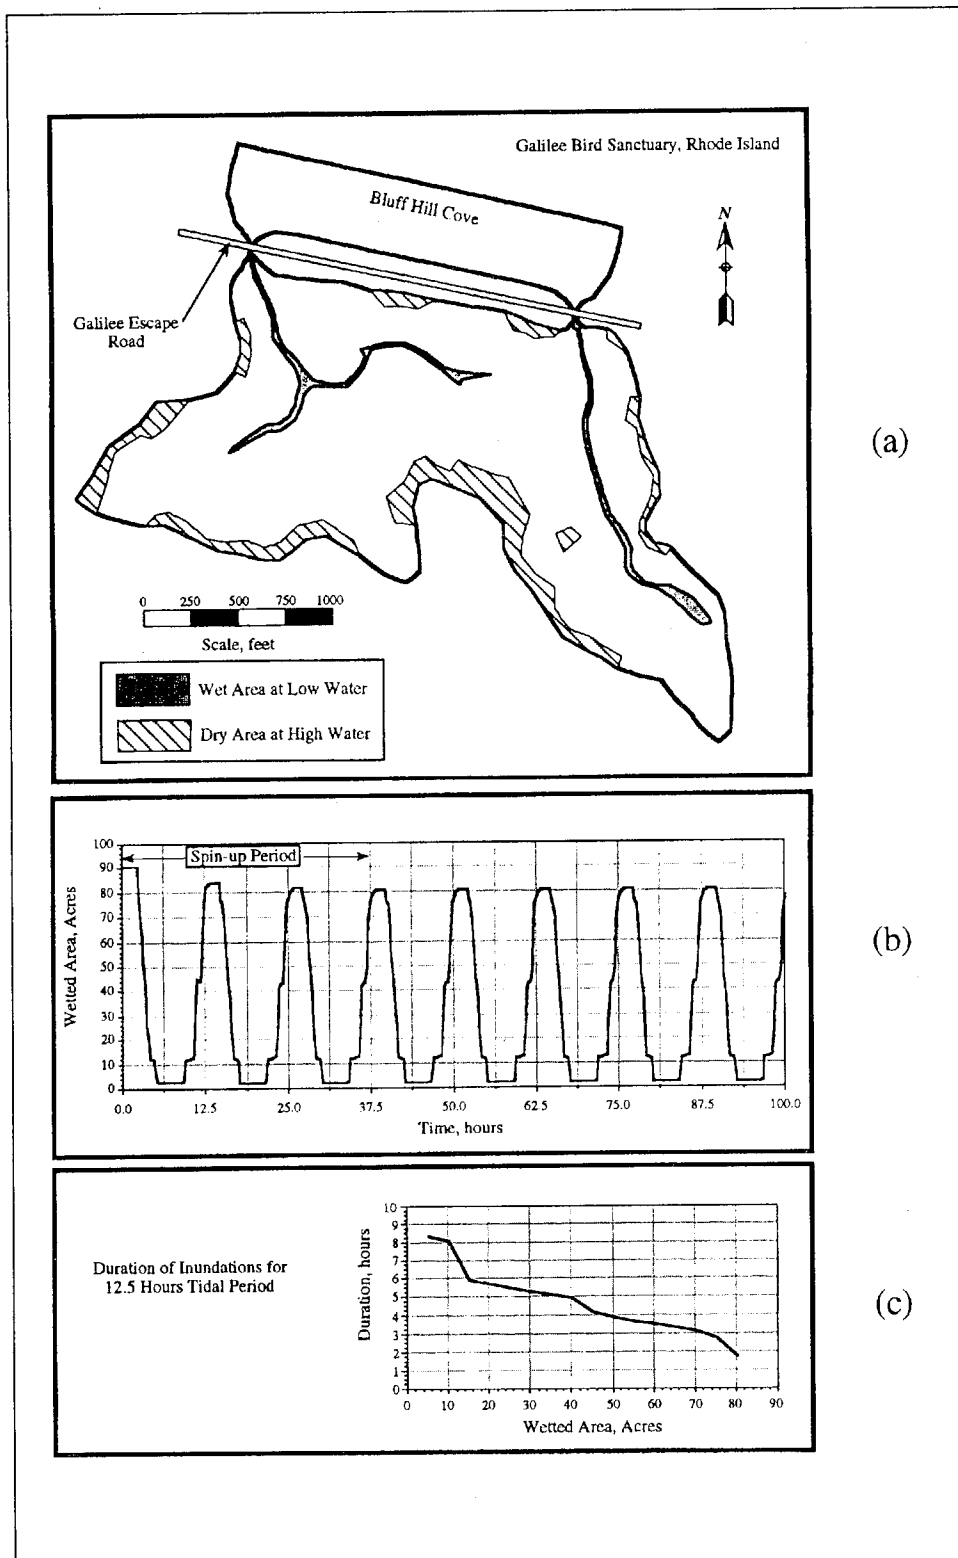 Galilee Bird Sanctuary, Rhode Island
Bluff Hill Cove
N
Galilee Escape
Road
(a)
0 250 500 750 1000
Scale, feet
Wet Area at Low Water
Dry Area at High Water
100
90
80
70
60
50
40
30
20
10
0
Spin-up Period
Wetted Area, Acres
(b)
0.0 12.5 25.0 37.5 50.0 62.5 75.0 87.5 100.0
Time, hours
Duration of Inundations for
12.5 Hours Tidal Period
Duration, hours
10
9
8
7
6
5
4
3
2
1
0
(c)
0 10 20 30 40 50 60 70 80 90
Wetted Area, Acres